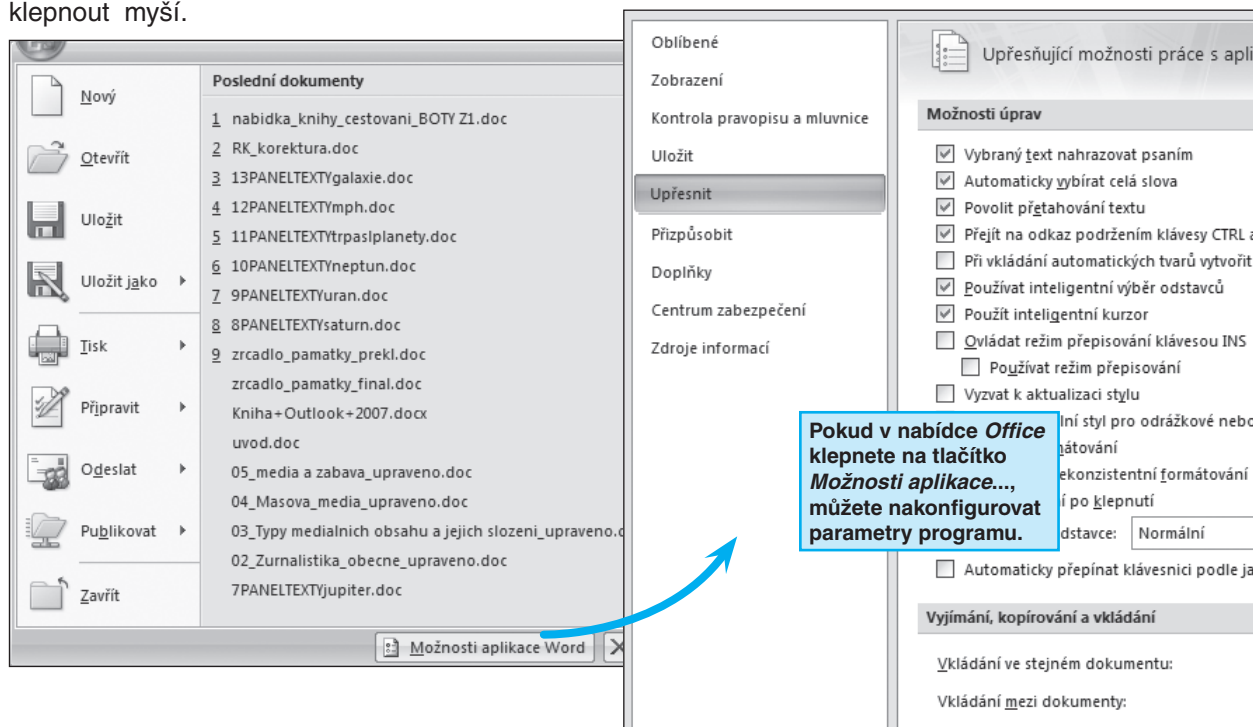 klepnout myší.
Nový
Otevřít
Uložit
Uložit jako
Tisk
Připravit
Odeslat
Publikovat
Zavřít
Poslední dokumenty
1 nabidka_knihy_cestovani_BOTY Z1.doc
2 RK_korektura.doc
3 13PANELTEXTYgalaxie.doc
4 12PANELTEXTYmph.doc
5 11PANELTEXTYtrpaslplanety.doc
6 10PANELTEXTYneptun.doc
7 9PANELTEXTYuran.doc
8 8PANELTEXTYsaturn.doc
9 zrcadlo_pamatky_prekl.doc
zrcadlo_pamatky_final.doc
Kniha+Outlook+2007.docx
uvod.doc
05_media a zabava_upraveno.doc
04_Masova_media_upraveno.doc
03_Typy medialnich obsahu a jejich slozeni_upraveno.
02_Zurnalistika_obecne_upraveno.doc
7PANELTEXTYjupiter.doc
Možnosti aplikace Word
Oblíbené
Zobrazení
Kontrola pravopisu a mluvnice
Uložit
Upřesnit
Přizpůsobit
Doplňky
Centrum zabezpečení
Zdroje informací
Upřesňující možnosti práce s apli
Možnosti úprav
Vybraný text nahrazovat psaním
Automaticky vybírat celá slova
Povolit přetahování textu
Přejít na odkaz podržením klávesy CTRL a
Při vkládání automatických tvarů vytvořit
Používat inteligentní výběr odstavců
Použít inteligentní kurzor
Ovládat režim přepisování klávesou INS
Používat režim přepisování
Vyzvat k aktualizaci stylu
lní styl pro odrážkové nebo
mátování
ekonzistentní formátování
í po klepnutí
dstavce: Normální
Automaticky přepínat klávesnici podle ja
Vyjímání, kopírování a vkládání
Vkládání ve stejném dokumentu:
Vkládání mezi dokumenty:
Pokud v nabídce Office
klepnete na tlačítko
Možnosti aplikace...,
můžete nakonfigurovat
parametry programu.